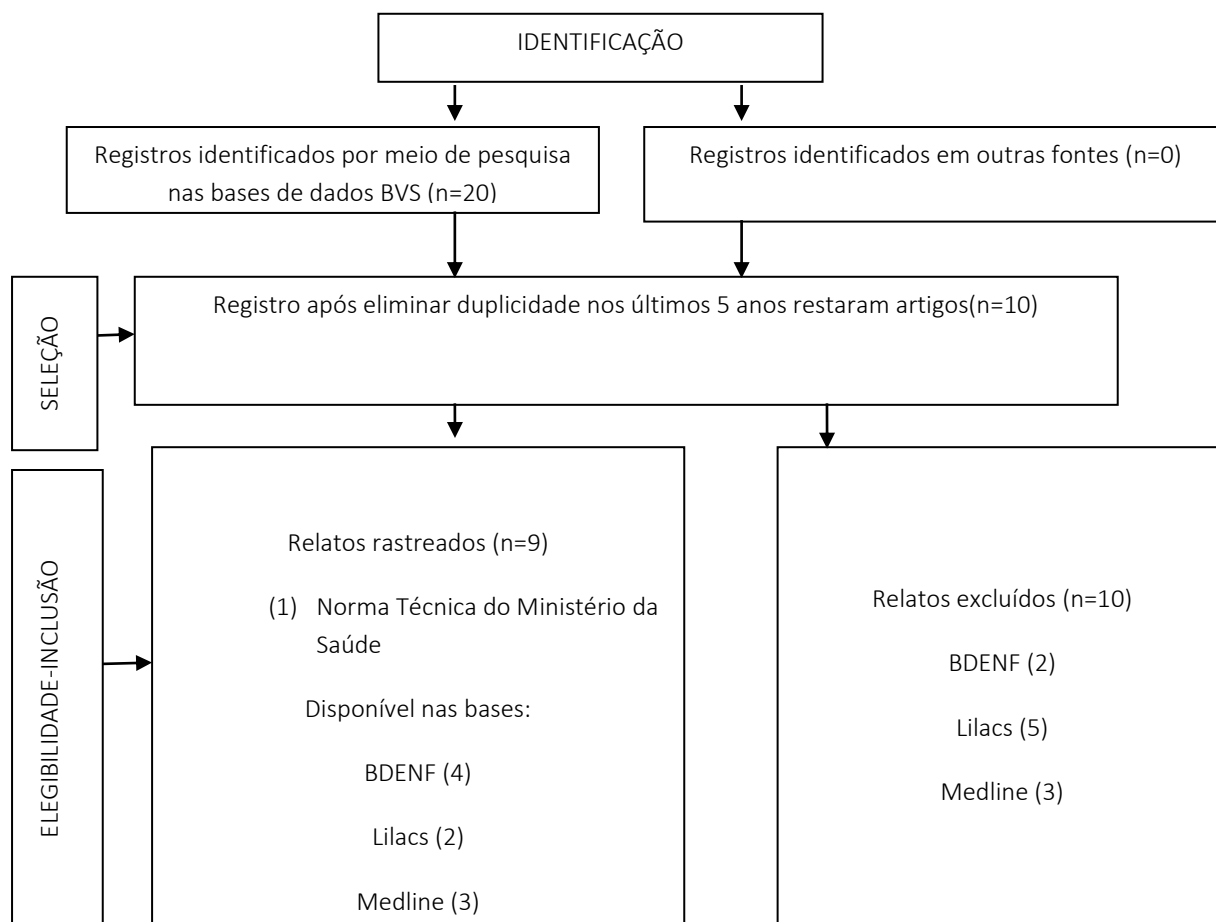 IDENTIFICAÇÃO
Registros identificados por meio de pesquisa
nas bases de dados BVS (n=20)
Registros identificados em outras fontes (n=0)
SELEÇÃO
Registro após eliminar duplicidade nos últimos 5 anos restaram artigos(n=10)
ELEGIBILIDADE-INCLUSÃO
Relatos rastreados (n=9)
(1) Norma Técnica do Ministério da
Saúde
Disponível nas bases:
BDENF (4)
Lilacs (2)
Medline (3)
Relatos excluídos (n=10)
BDENF (2)
Lilacs (5)
Medline (3)